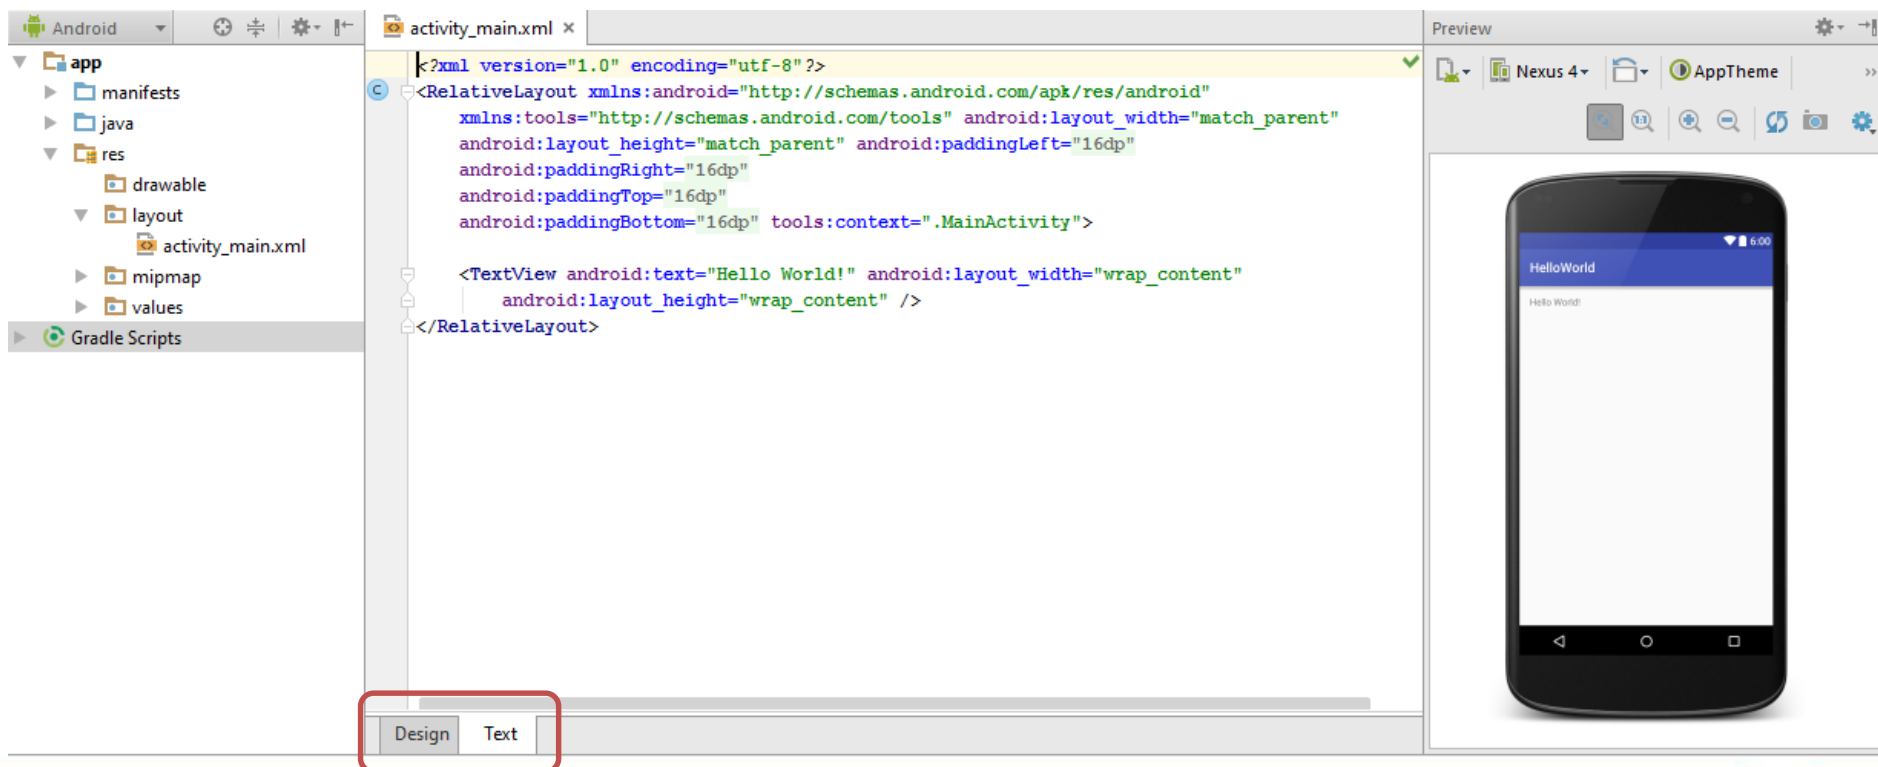 Android
app
manifests
java
res
drawable
layout
activity_main.xml
mipmap
values
Gradle Scripts
activity_main.xml ×
<?xml version="1.0" encoding="utf-8"?>
<RelativeLayout xmlns:android="http://schemas.android.com/apk/res/android"
xmlns:tools="http://schemas.android.com/tools" android:layout_width="match_parent"
android:layout_height="match_parent" android:paddingLeft="16dp"
android:paddingRight="16dp"
android:paddingTop="16dp"
android:paddingBottom="16dp" tools:context=".MainActivity">
<TextView android:text="Hello World!" android:layout_width="wrap_content"
android:layout_height="wrap_content" />
</RelativeLayout>
Design Text
Preview
Nexus 4 AppTheme
1:1
6:00
HelloWorld
Hello World!